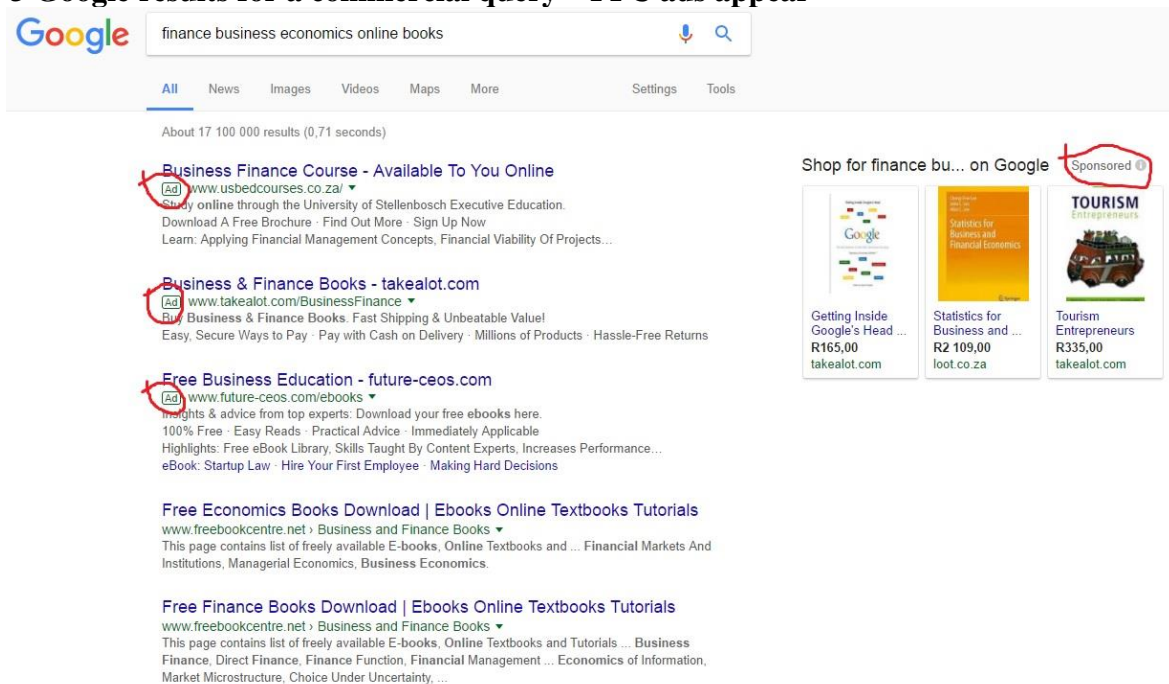 3 Google results for a commercial query – PPC ads appear
Google
finance business economics online books
All News Images Videos Maps More Settings Tools
About 17 100 000 results (0,71 seconds)
Business Finance Course - Available To You Online
Ad www.usbedcourses.co.za/
Study online through the University of Stellenbosch Executive Education.
Download A Free Brochure · Find Out More · Sign Up Now
Learn: Applying Financial Management Concepts, Financial Viability Of Projects...
Business & Finance Books - takealot.com
Ad www.takealot.com/BusinessFinance
Buy Business & Finance Books. Fast Shipping & Unbeatable Value!
Easy, Secure Ways to Pay · Pay with Cash on Delivery · Millions of Products · Hassle-Free Returns
Free Business Education - future-ceos.com
Ad www.future-ceos.com/ebooks
Insights & advice from top experts: Download your free ebooks here.
100% Free · Easy Reads · Practical Advice · Immediately Applicable
Highlights: Free eBook Library, Skills Taught By Content Experts, Increases Performance...
eBook: Startup Law · Hire Your First Employee · Making Hard Decisions
Free Economics Books Download | Ebooks Online Textbooks Tutorials
www.freebookcentre.net › Business and Finance Books
This page contains list of freely available E-books, Online Textbooks and ... Financial Markets And
Institutions, Managerial Economics, Business Economics.
Free Finance Books Download | Ebooks Online Textbooks Tutorials
www.freebookcentre.net › Business and Finance Books
This page contains list of freely available E-books, Online Textbooks and Tutorials ... Business
Finance, Direct Finance, Finance Function, Financial Management ... Economics of Information,
Market Microstructure, Choice Under Uncertainty, ...
Shop for finance bu... on Google Sponsored
Google
Statistics for
Business and
Financial Economics
Springer
TOURISM
Entrepreneurs
Getting Inside
Google's Head ...
R165,00
takealot.com
Statistics for
Business and ...
R2 109,00
loot.co.za
Tourism
Entrepreneurs
R335,00
takealot.com